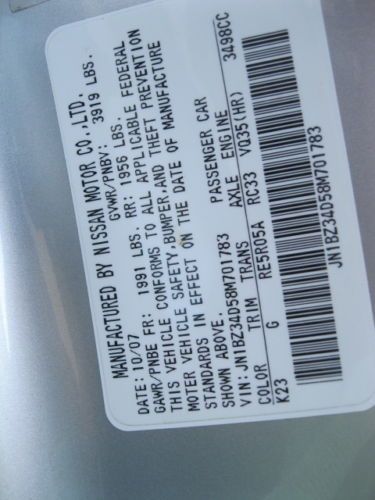 MANUFACTURED BY NISSAN MOTOR CO.,LTD.
DATE: 10/07 GVWR/PNBV: 3919 LBS.
GAWR/PNBE FR: 1991 LBS. RR: 1956 LBS.
THIS VEHICLE CONFORMS TO ALL APPLICABLE FEDERAL
MOTER VEHICLE SAFETY,BUMPER,AND THEFT PREVENTION
STANDARDS IN EFFECT ON THE DATE OF MANUFACTURE
SHOWN ABOVE.
VIN:JN1BZ34D58M701783 PASSENGER CAR
COLOR TRIM TRANS AXLE ENGINE 3498CC
K23 G RE5R05A RC33 VQ35(HR)
JN1BZ34D58M701783